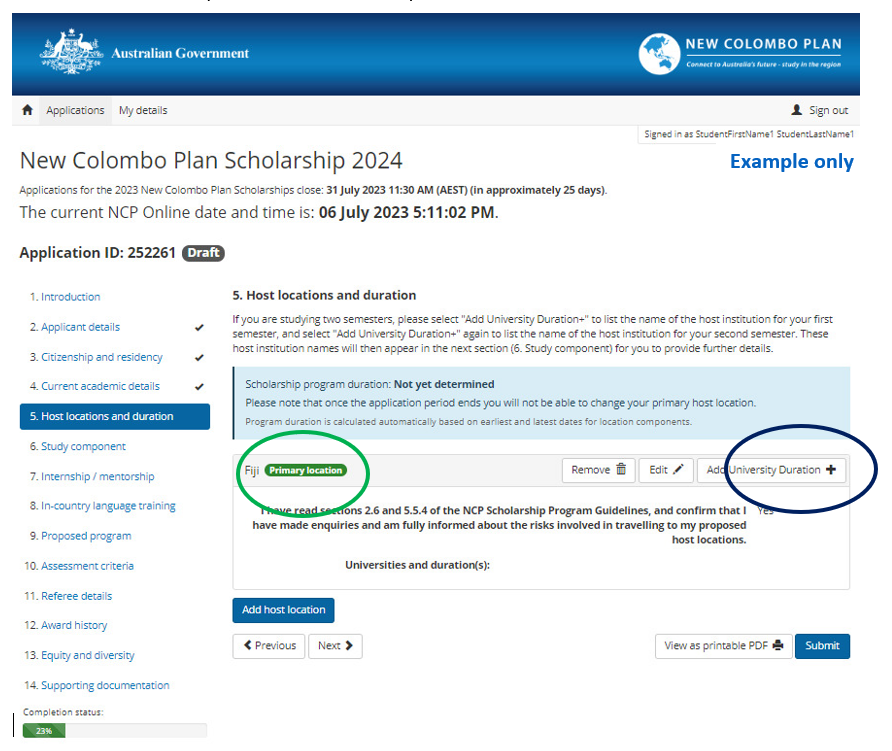 Australian Government
NEW COLOMBO PLAN
Connect to Australia's future - study in the region
Applications My details
Sign out
Signed in as StudentFirstName1 StudentLastName1
New Colombo Plan Scholarship 2024
Example only
Applications for the 2023 New Colombo Plan Scholarships close: 31 July 2023 11:30 AM (AEST) (in approximately 25 days).
The current NCP Online date and time is: 06 July 2023 5:11:02 PM.
Application ID: 252261 Draft
1. Introduction
2. Applicant details
3. Citizenship and residency
4. Current academic details
5. Host locations and duration
6. Study component
7. Internship / mentorship
8. In-country language training
9. Proposed program
10. Assessment criteria
11. Referee details
12. Award history
13. Equity and diversity
14. Supporting documentation
Completion status:
23%
5. Host locations and duration
If you are studying two semesters, please select "Add University Duration+" to list the name of the host institution for your first
semester, and select "Add University Duration+" again to list the name of the host institution for your second semester. These
host institution names will then appear in the next section (6. Study component) for you to provide further details.
Scholarship program duration: Not yet determined
Please note that once the application period ends you will not be able to change your primary host location.
Program duration is calculated automatically based on earliest and latest dates for location components.
Fiji Primary location
Remove
Edit
Add University Duration
I have read sections 2.6 and 5.5.4 of the NCP Scholarship Program Guidelines, and confirm that I
have made enquiries and am fully informed about the risks involved in travelling to my proposed
host locations.
Yes
Universities and duration(s):
Add host location
Previous
Next
View as printable PDF
Submit